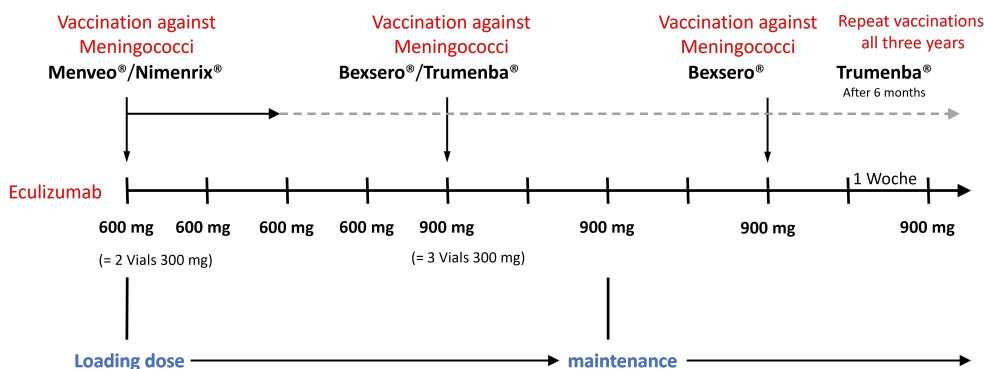 Vaccination against
Meningococci
Menveo®/Nimenrix®
Vaccination against
Meningococci
Bexsero®/Trumenba®
Vaccination against
Meningococci
Bexsero®
Repeat vaccinations
all three years
Trumenba®
After 6 months
Eculizumab
1 Woche
600 mg
600 mg
600 mg
600 mg
900 mg
900 mg
900 mg
900 mg
(= 2 Vials 300 mg)
(= 3 Vials 300 mg)
Loading dose
maintenance